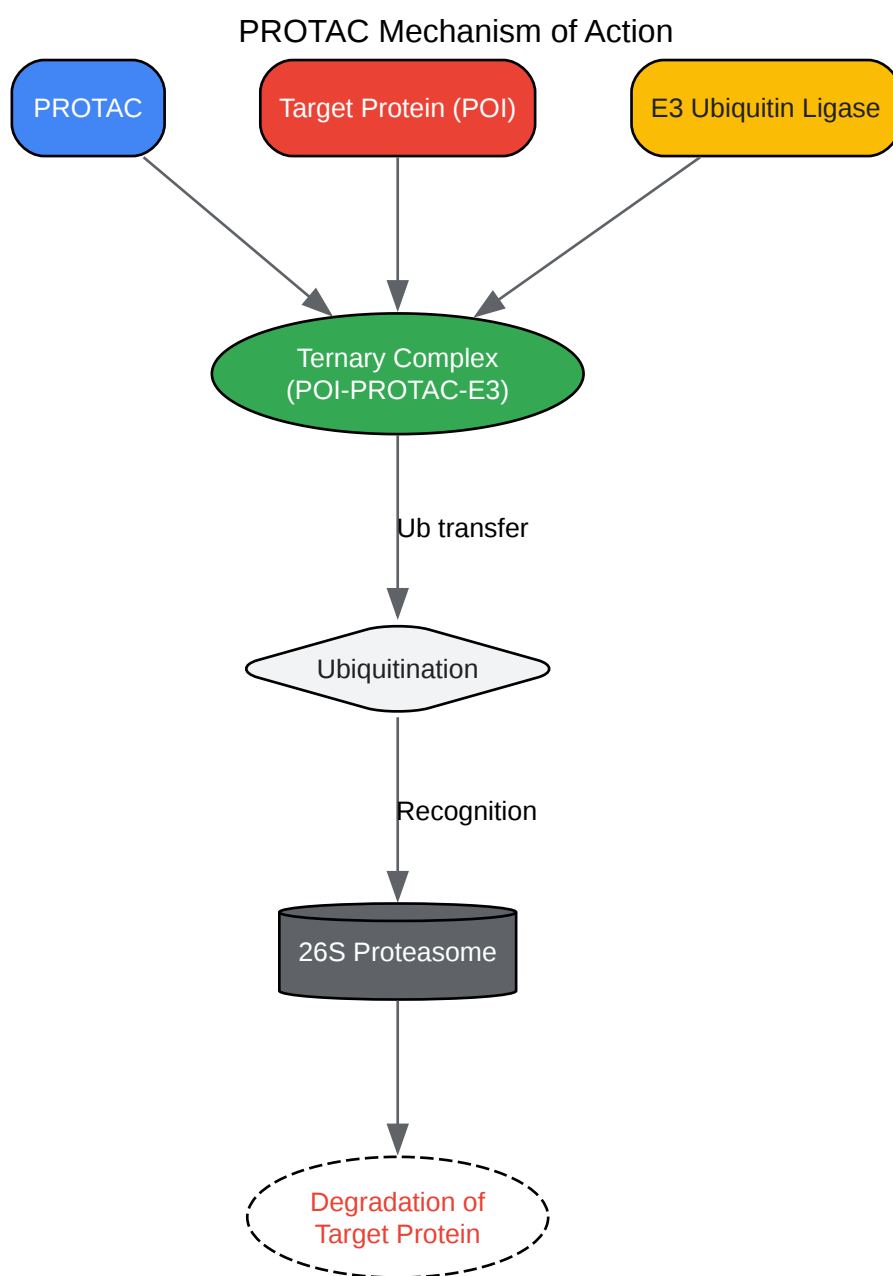 PROTAC Mechanism of Action
PROTAC
Target Protein (POI)
E3 Ubiquitin Ligase
Ternary Complex
(POI-PROTAC-E3)
Ub transfer
Ubiquitination
Recognition
26S Proteasome
Degradation of
Target Protein